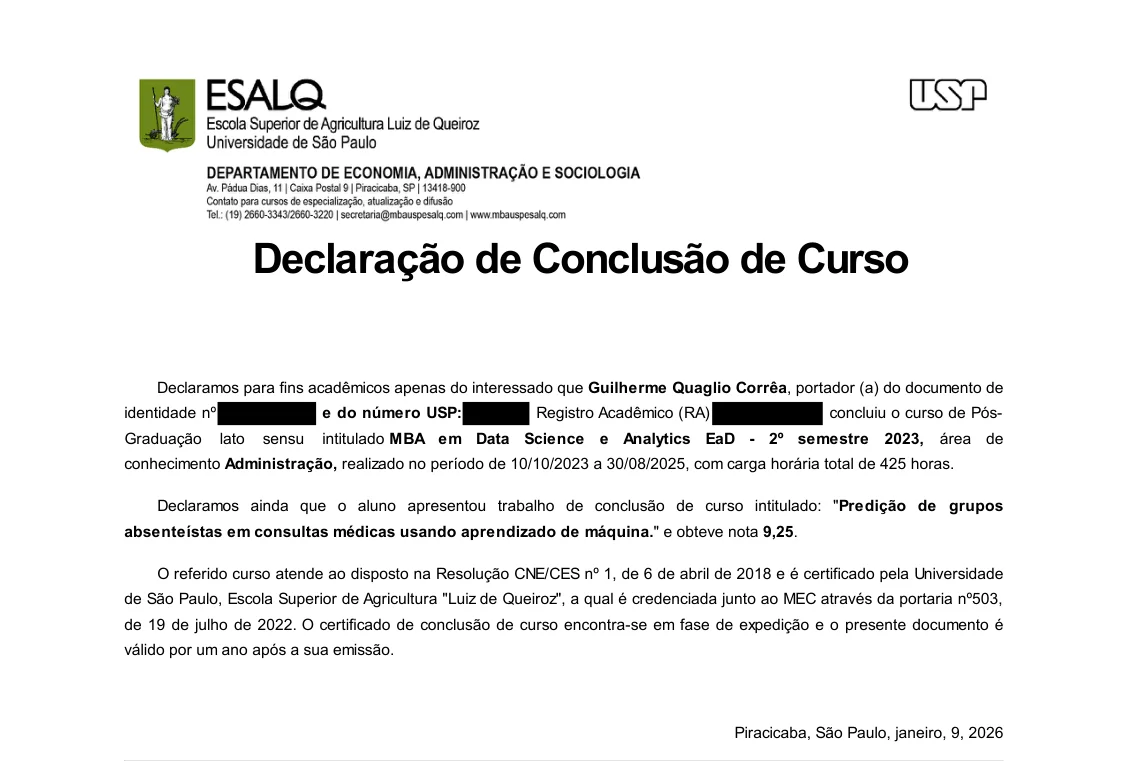 ESALQ
Escola Superior de Agricultura Luiz de Queiroz
Universidade de São Paulo
USP
DEPARTAMENTO DE ECONOMIA, ADMINISTRAÇÃO E SOCIOLOGIA
Av. Pádua Dias, 11 | Caixa Postal 9 | Piracicaba, SP | 13418-900
Contato para cursos de especialização, atualização e difusão
Tel.: (19) 2660-3343/2660-3220 | secretaria@mbauspesalq.com | www.mbauspesalq.com
Declaração de Conclusão de Curso
Declaramos para fins acadêmicos apenas do interessado que Guilherme Quaglio Corrêa, portador (a) do documento de
identidade nº e do número USP: Registro Acadêmico (RA) concluiu o curso de Pós-
Graduação lato sensu intitulado MBA em Data Science e Analytics EaD - 2º semestre 2023, área de
conhecimento Administração, realizado no período de 10/10/2023 a 30/08/2025, com carga horária total de 425 horas.
Declaramos ainda que o aluno apresentou trabalho de conclusão de curso intitulado: "Predição de grupos
absenteístas em consultas médicas usando aprendizado de máquina." e obteve nota 9,25.
O referido curso atende ao disposto na Resolução CNE/CES nº 1, de 6 de abril de 2018 e é certificado pela Universidade
de São Paulo, Escola Superior de Agricultura "Luiz de Queiroz", a qual é credenciada junto ao MEC através da portaria nº503,
de 19 de julho de 2022. O certificado de conclusão de curso encontra-se em fase de expedição e o presente documento é
válido por um ano após a sua emissão.
Piracicaba, São Paulo, janeiro, 9, 2026